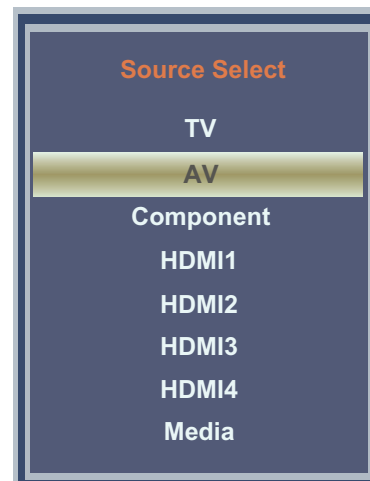 Source Select
TV
AV
Component
HDMI1
HDMI2
HDMI3
HDMI4
Media